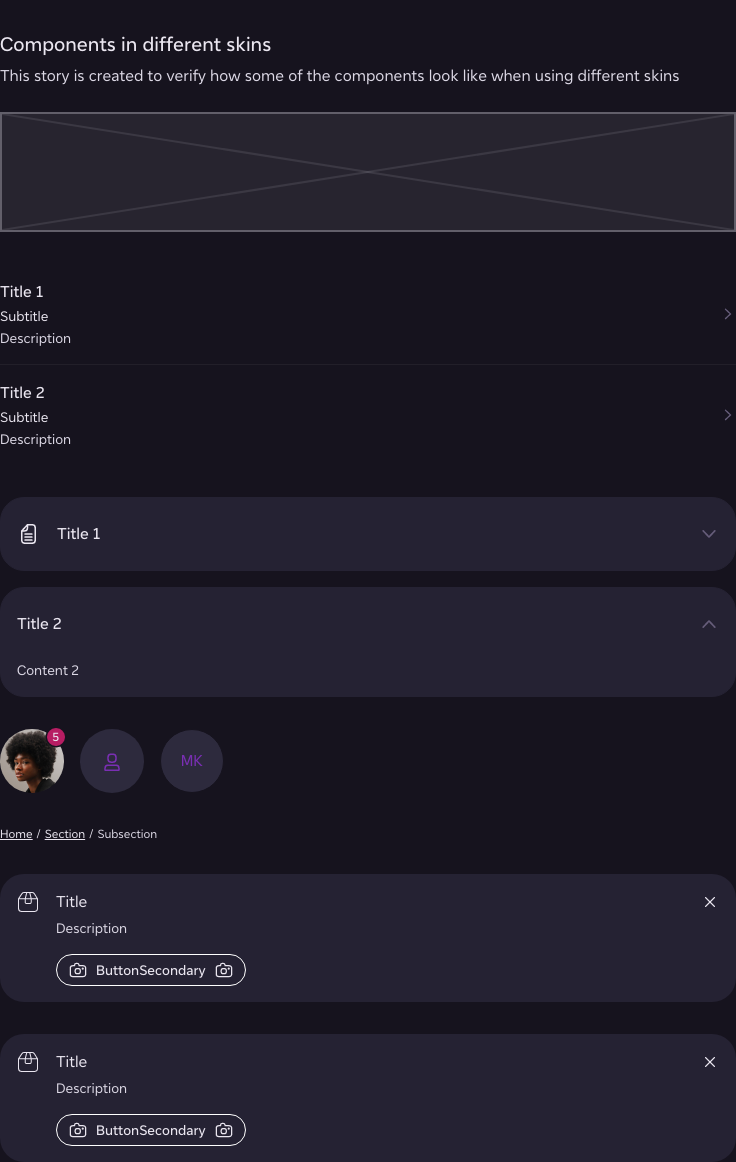 Components in different skins
This story is created to verify how some of the components look like when using different skins
Title 1
Subtitle
Description
Title 2
Subtitle
Description
Title 1
Title 2
Content 2
5
MK
Home / Section / Subsection
Title
Description
ButtonSecondary
Title
Description
ButtonSecondary